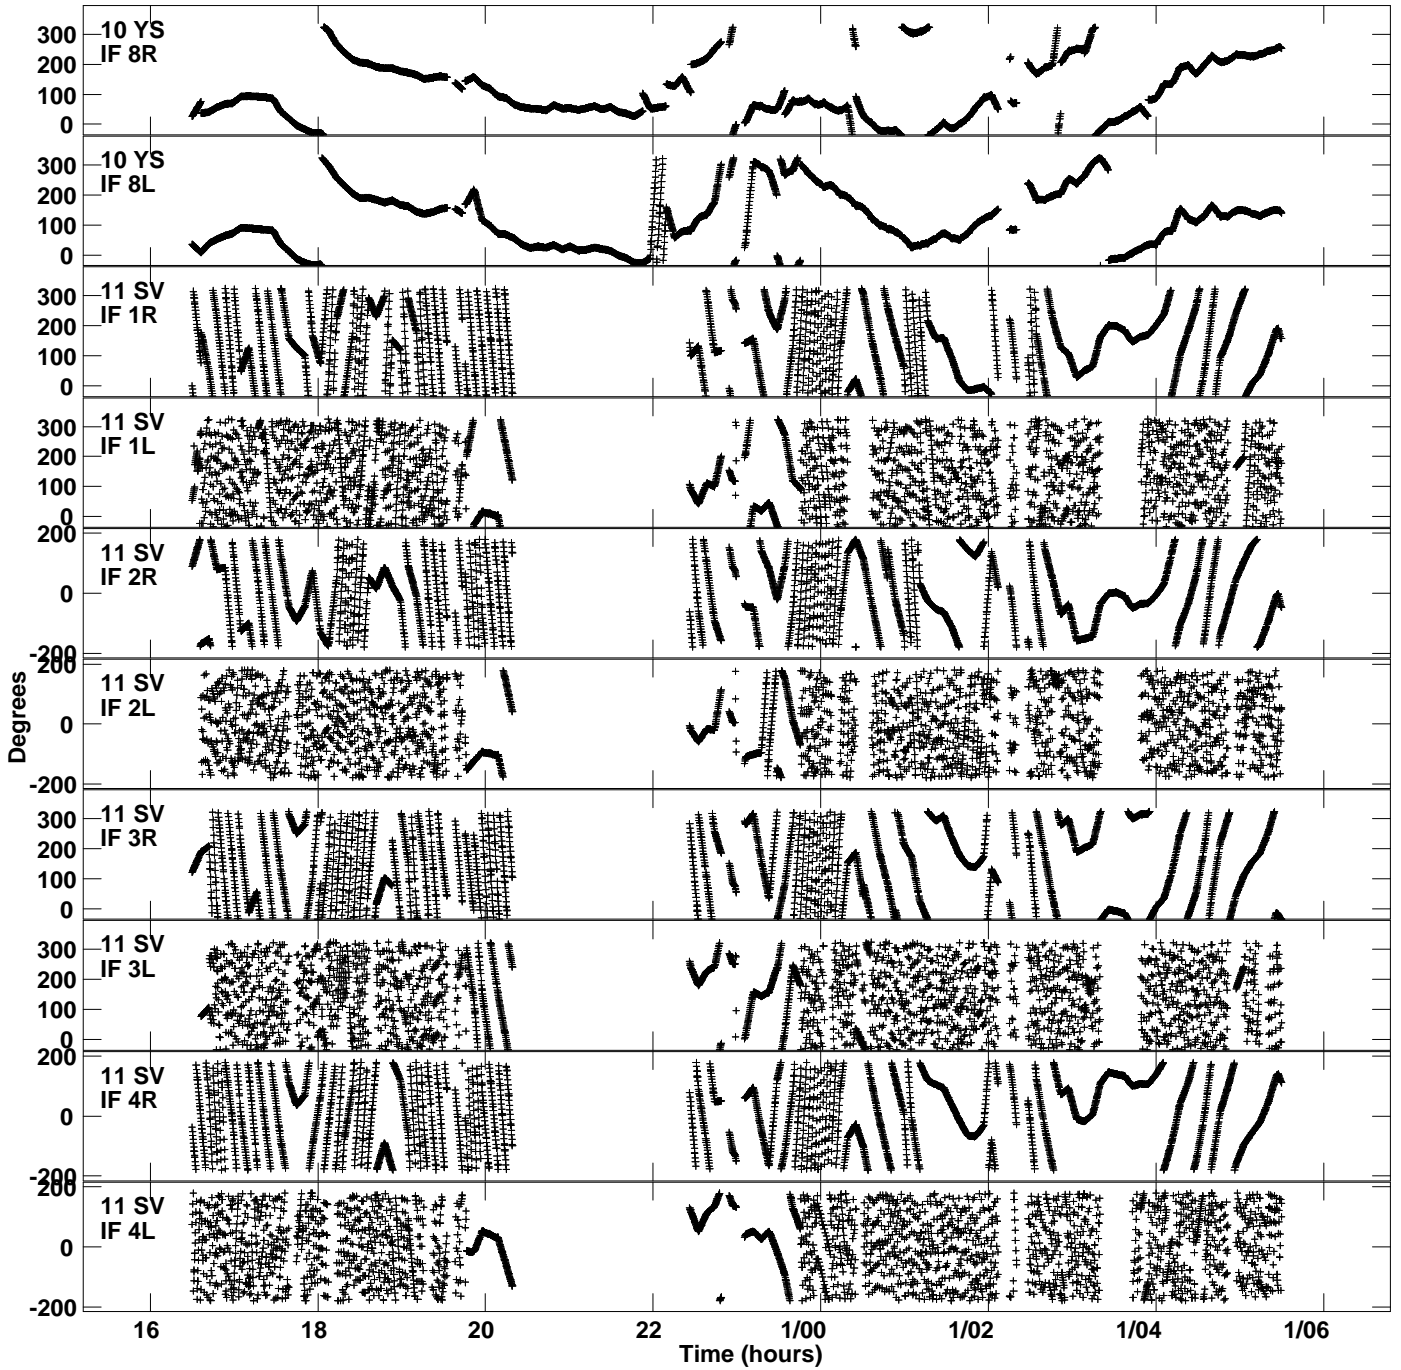 10 YS
IF 8R
300
200
100
0
10 YS
IF 8L
300
200
100
0
11 SV
IF 1R
300
200
100
0
11 SV
IF 1L
300
200
100
0
11 SV
IF 2R
200
0
-200
11 SV
IF 2L
200
0
-200
11 SV
IF 3R
300
200
100
0
11 SV
IF 3L
300
200
100
0
11 SV
IF 4R
200
0
-200
11 SV
IF 4L
200
0
-200
Degrees
16 18 20 22 1/00 1/02 1/04 1/06
Time (hours)